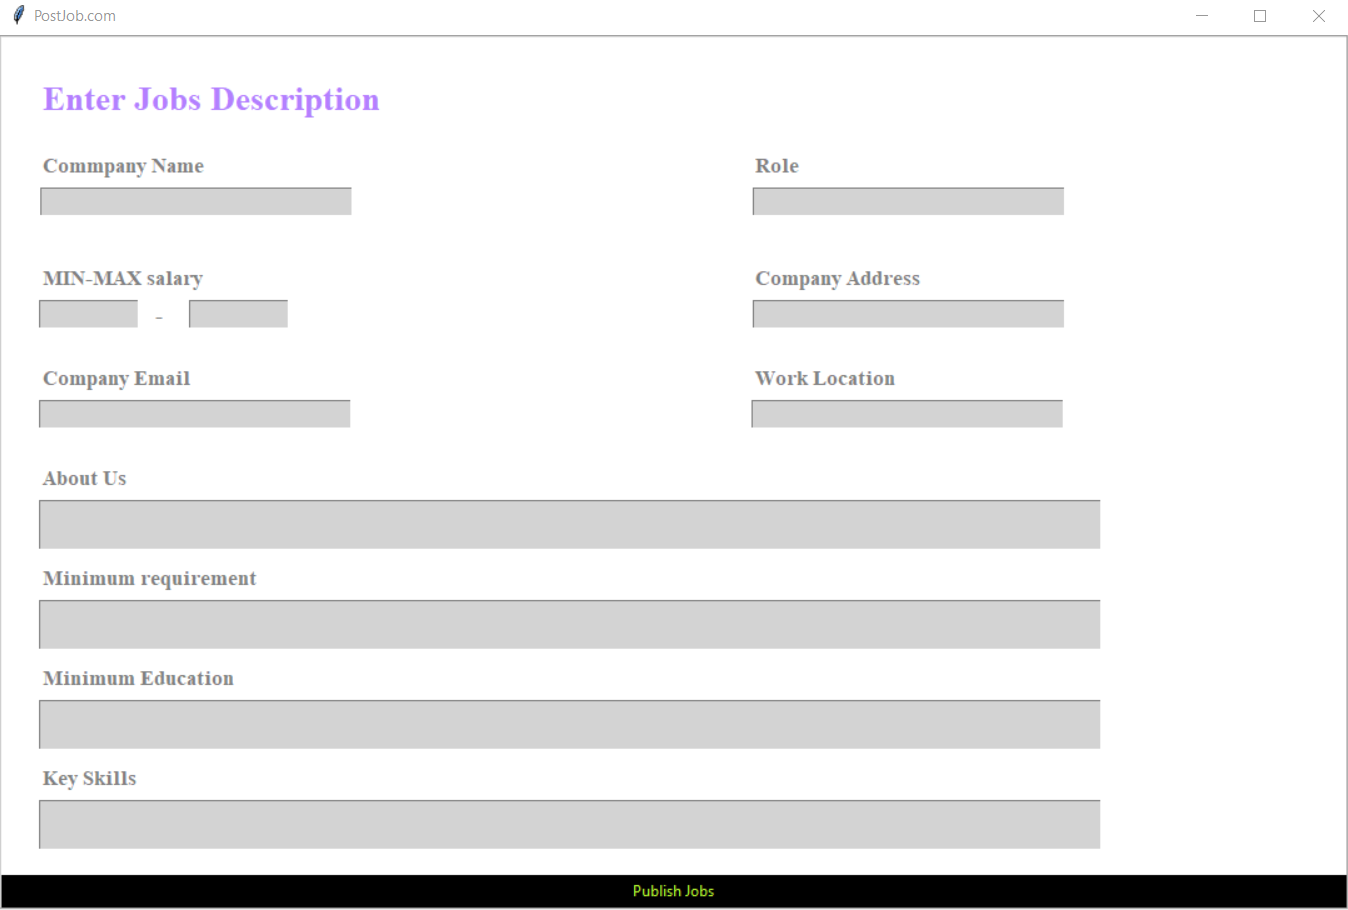 PostJob.com
Enter Jobs Description
Commpany Name
Role
MIN-MAX salary
Company Address
-
Company Email
Work Location
About Us
Minimum requirement
Minimum Education
Key Skills
Publish Jobs